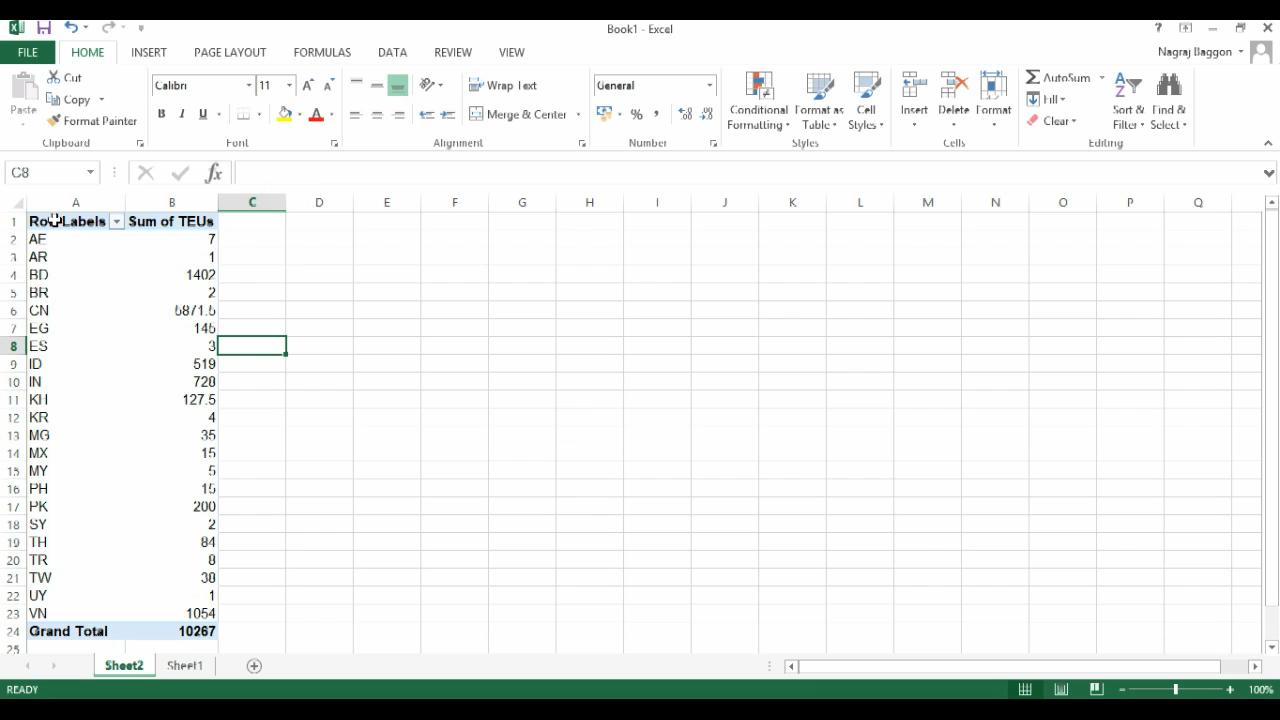 Book1 - Excel
FILE HOME INSERT PAGE LAYOUT FORMULAS DATA REVIEW VIEW Nagraj Baggon
Paste
Cut
Copy
Format Painter
Clipboard
Calibri 11
B I U A
Font
Wrap Text
Merge & Center
Alignment
General
%
Number
Conditional Formatting
Format as Table
Cell Styles
Styles
Insert Delete Format
Cells
AutoSum
Fill
Clear
Sort & Filter
Find & Select
Editing
C8 fx
A B C D E F G H I J K L M N O P Q
1 Row Labels Sum of TEUs
2 AE 7
3 AR 1
4 BD 1402
5 BR 2
6 CN 5871.5
7 EG 145
8 ES 3
9 ID 519
10 IN 728
11 KH 127.5
12 KR 4
13 MG 35
14 MX 15
15 MY 5
16 PH 15
17 PK 200
18 SY 2
19 TH 84
20 TR 8
21 TW 38
22 UY 1
23 VN 1054
24 Grand Total 10267
25
Sheet2 Sheet1
READY 100%